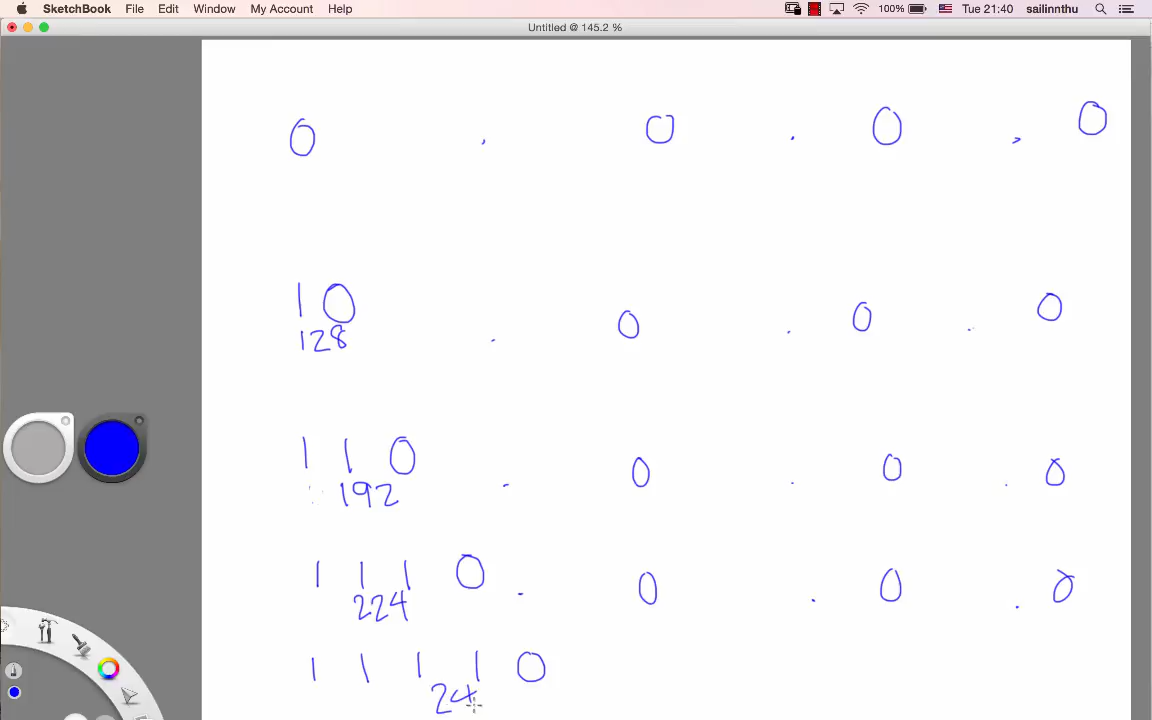 SketchBook File Edit Window My Account Help 100% Tue 21:40 sailinnthu
Untitled @ 145.2 %
0 . 0 . 0 . 0
1 0
128 . 0 . 0 . 0
1 1 0
192 . 0 . 0 . 0
1 1 1 0 . 0 . 0 . 0
224
1 1 1 1 0
24